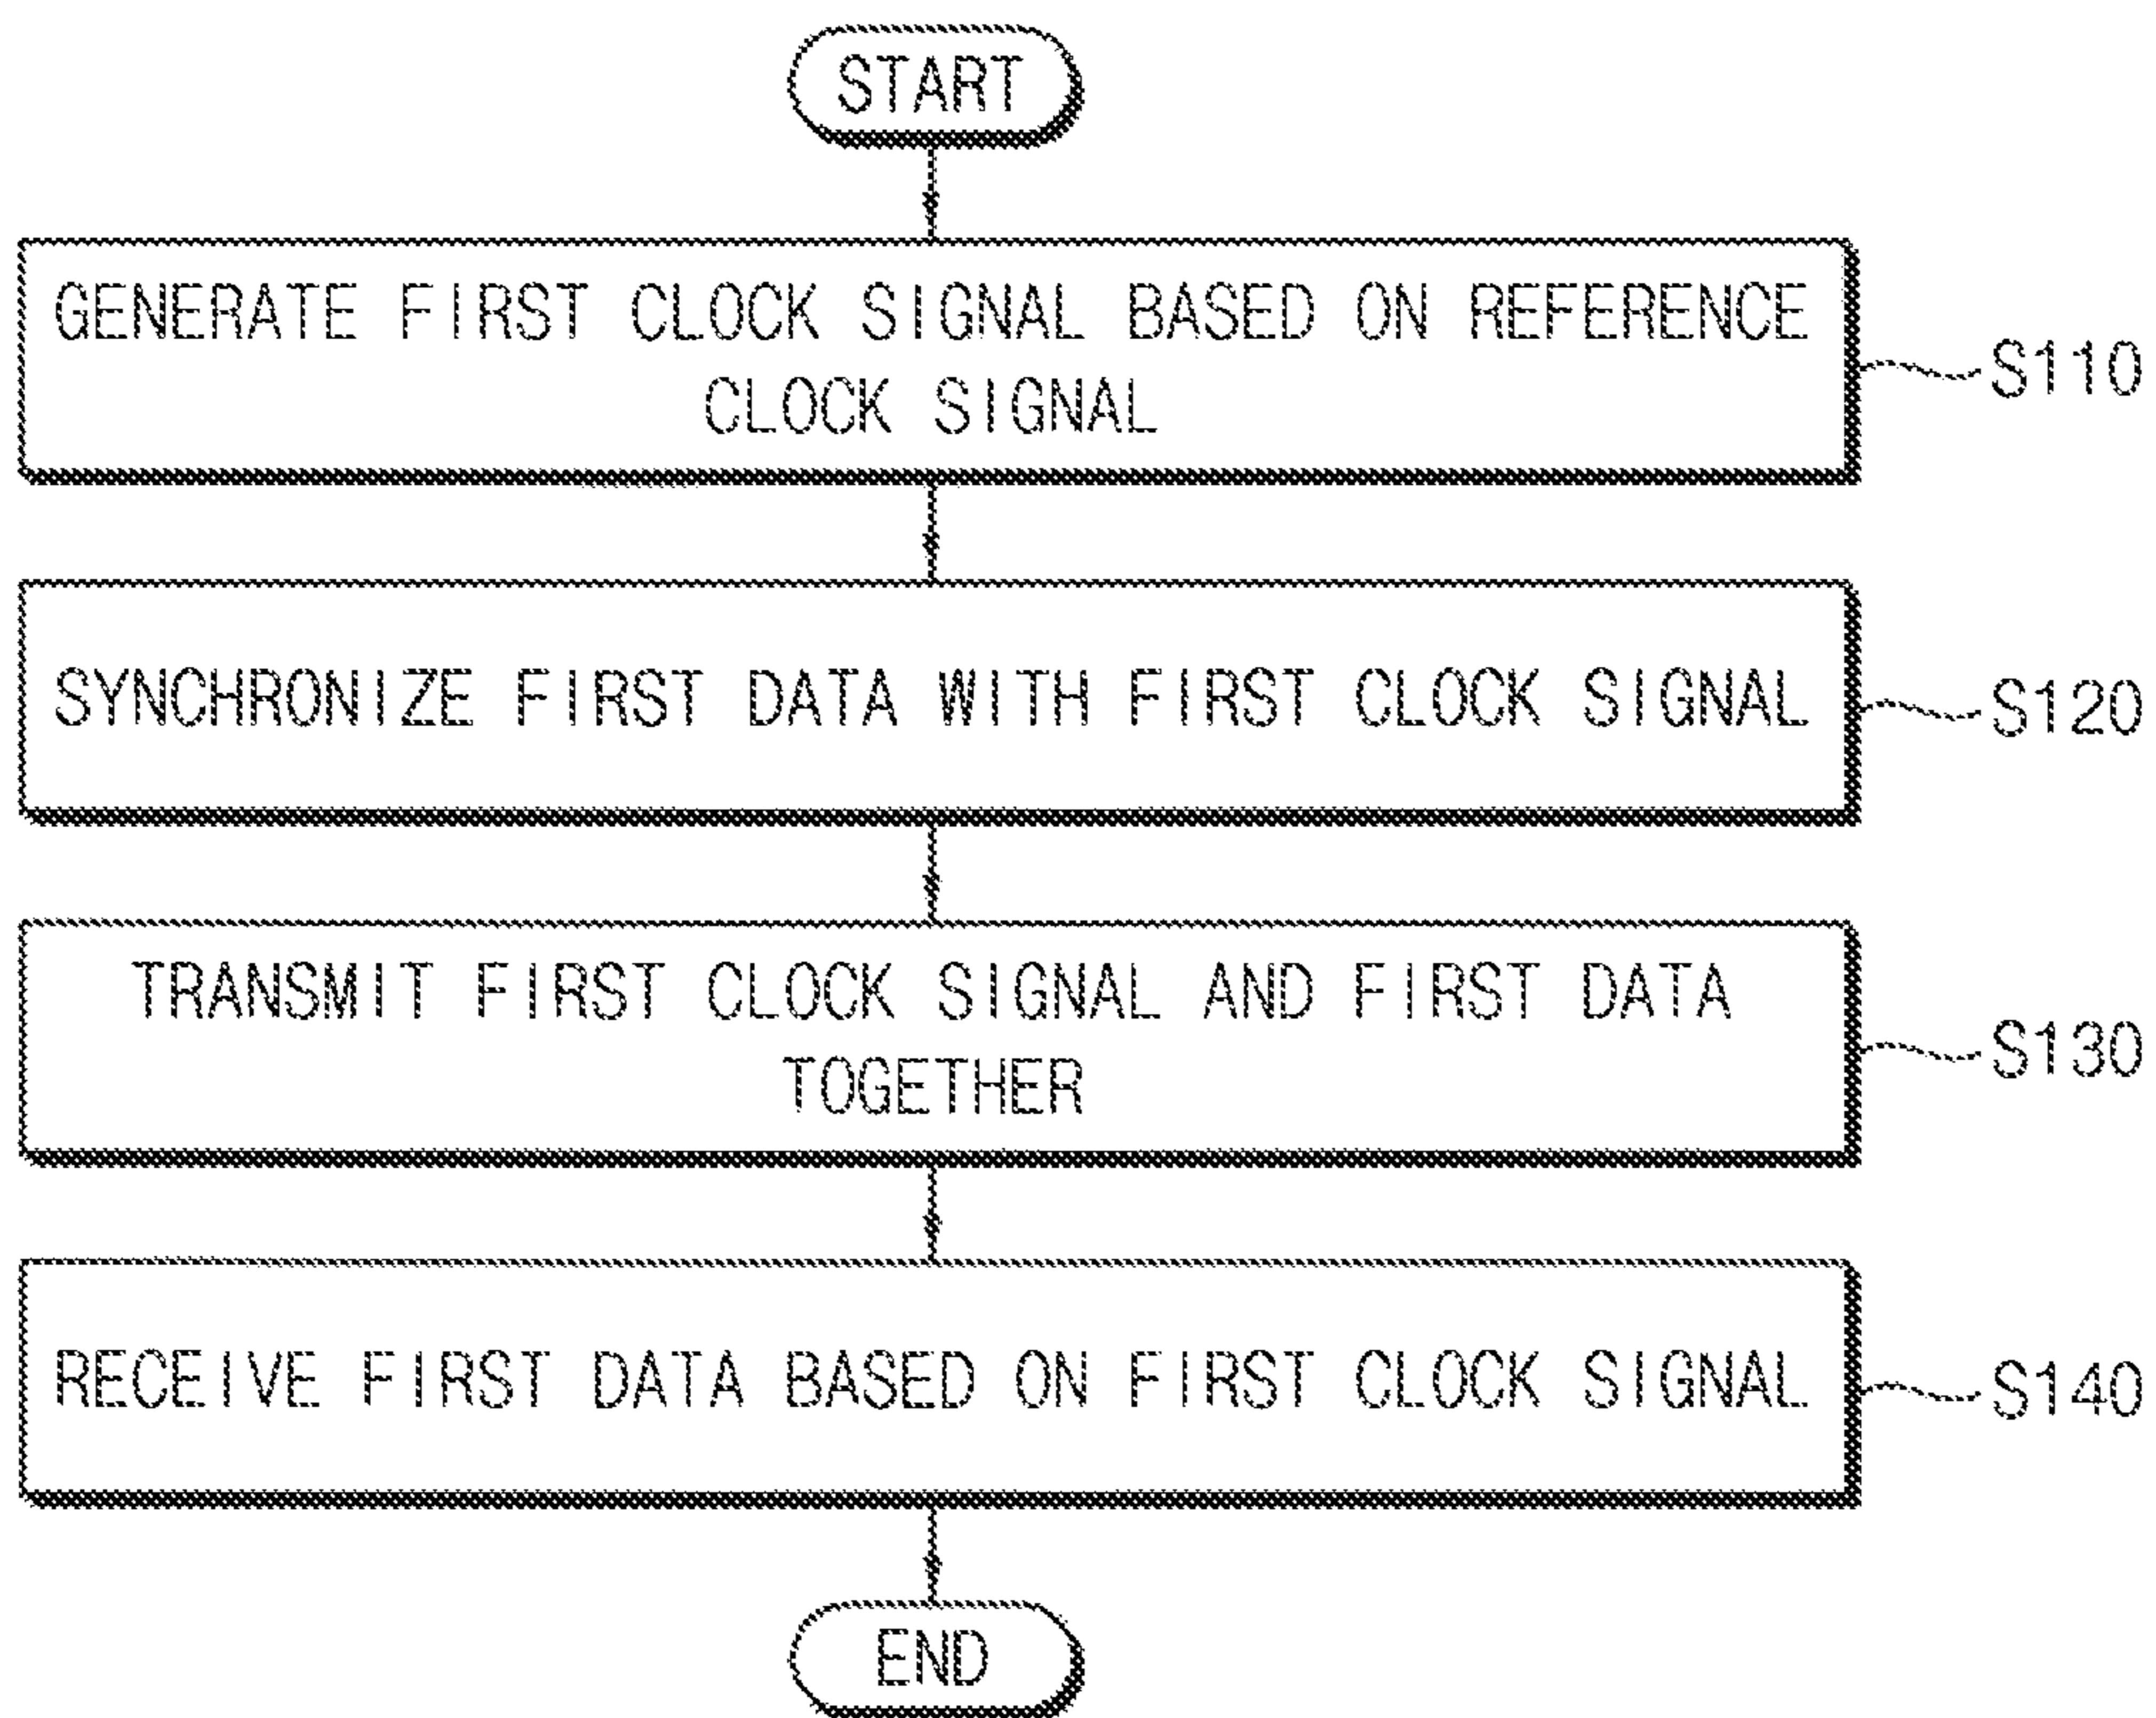 START
GENERATE FIRST CLOCK SIGNAL BASED ON REFERENCE
CLOCK SIGNAL
S110
SYNCHRONIZE FIRST DATA WITH FIRST CLOCK SIGNAL
S120
TRANSMIT FIRST CLOCK SIGNAL AND FIRST DATA
TOGETHER
S130
RECEIVE FIRST DATA BASED ON FIRST CLOCK SIGNAL
S140
END